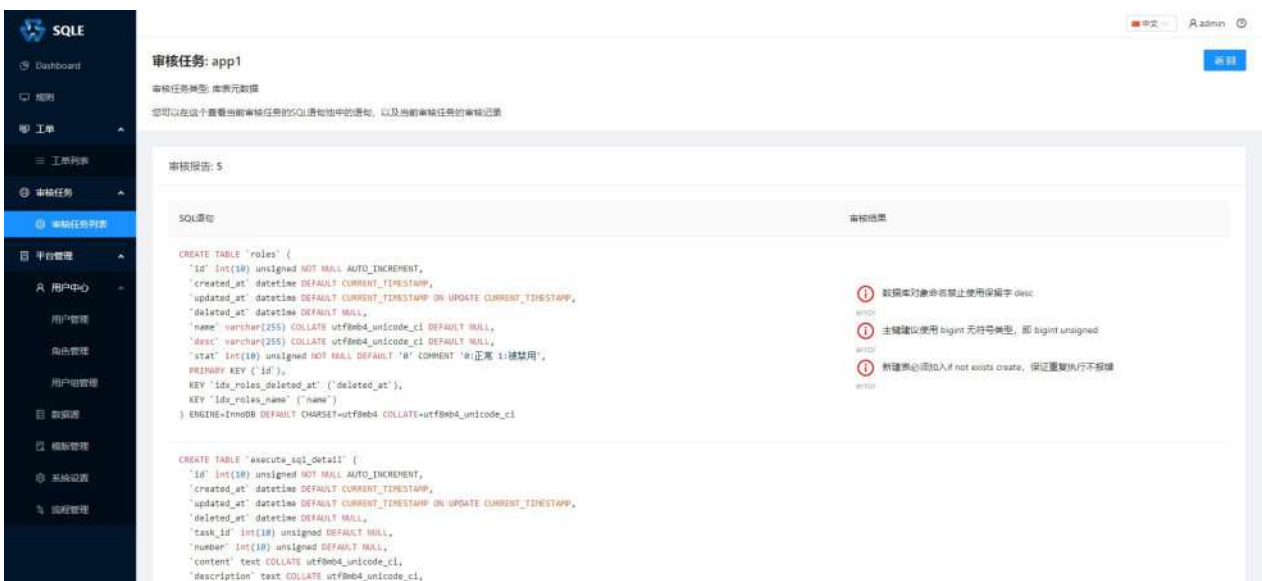 SQLE
中文
admin
Dashboard
规则
工单
工单列表
审核任务
审核任务列表
平台管理
用户中心
用户管理
角色管理
用户组管理
数据源
模板管理
系统设置
流程管理
审核任务: app1
返回
审核任务类型: 库表元数据
您可以在这个查看当前审核任务的SQL语句池中的语句，以及当前审核任务的审核记录
审核报告: 5
SQL语句
审核结果
CREATE TABLE `roles` (
`id` int(10) unsigned NOT NULL AUTO_INCREMENT,
`created_at` datetime DEFAULT CURRENT_TIMESTAMP,
`updated_at` datetime DEFAULT CURRENT_TIMESTAMP ON UPDATE CURRENT_TIMESTAMP,
`deleted_at` datetime DEFAULT NULL,
`name` varchar(255) COLLATE utf8mb4_unicode_ci DEFAULT NULL,
`desc` varchar(255) COLLATE utf8mb4_unicode_ci DEFAULT NULL,
`stat` int(10) unsigned NOT NULL DEFAULT '0' COMMENT '0:正常 1:被禁用',
PRIMARY KEY (`id`),
KEY `idx_roles_deleted_at` (`deleted_at`),
KEY `idx_roles_name` (`name`)
) ENGINE=InnoDB DEFAULT CHARSET=utf8mb4 COLLATE=utf8mb4_unicode_ci
数据库对象命名禁止使用保留字 desc
error
主键建议使用 bigint 无符号类型，即 bigint unsigned
error
新建表必须加入if not exists create，保证重复执行不报错
error
CREATE TABLE `execute_sql_detail` (
`id` int(10) unsigned NOT NULL AUTO_INCREMENT,
`created_at` datetime DEFAULT CURRENT_TIMESTAMP,
`updated_at` datetime DEFAULT CURRENT_TIMESTAMP ON UPDATE CURRENT_TIMESTAMP,
`deleted_at` datetime DEFAULT NULL,
`task_id` int(10) unsigned DEFAULT NULL,
`number` int(10) unsigned DEFAULT NULL,
`content` text COLLATE utf8mb4_unicode_ci,
`description` text COLLATE utf8mb4_unicode_ci,